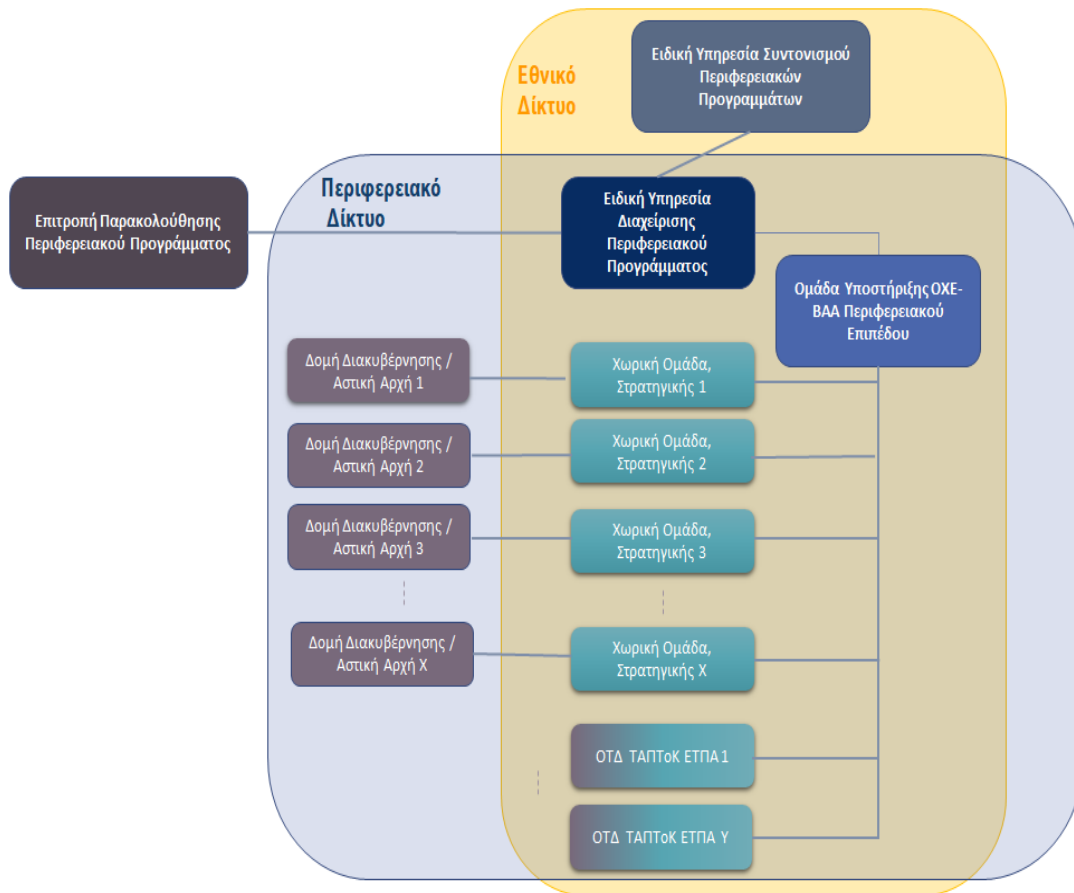 Ειδική Υπηρεσία Συντονισμού
Περιφερειακών
Προγραμμάτων
Εθνικό
Δίκτυο
Περιφερειακό
Δίκτυο
Επιτροπή Παρακολούθησης
Περιφερειακού Προγράμματος
Ειδική Υπηρεσία
Διαχείρισης
Περιφερειακού
Προγράμματος
Ομάδα Υποστήριξης ΟΧΕ-
ΒΑΑ Περιφερειακού
Επιπέδου
Δομή Διακυβέρνησης /
Αστική Αρχή 1
Χωρική Ομάδα,
Στρατηγικής 1
Δομή Διακυβέρνησης /
Αστική Αρχή 2
Χωρική Ομάδα,
Στρατηγικής 2
Δομή Διακυβέρνησης /
Αστική Αρχή 3
Χωρική Ομάδα,
Στρατηγικής 3
Δομή Διακυβέρνησης /
Αστική Αρχή Χ
Χωρική Ομάδα,
Στρατηγικής Χ
ΟΤΔ ΤΑΠΤοΚ ΕΤΠΑ 1
ΟΤΔ ΤΑΠΤοΚ ΕΤΠΑ Υ